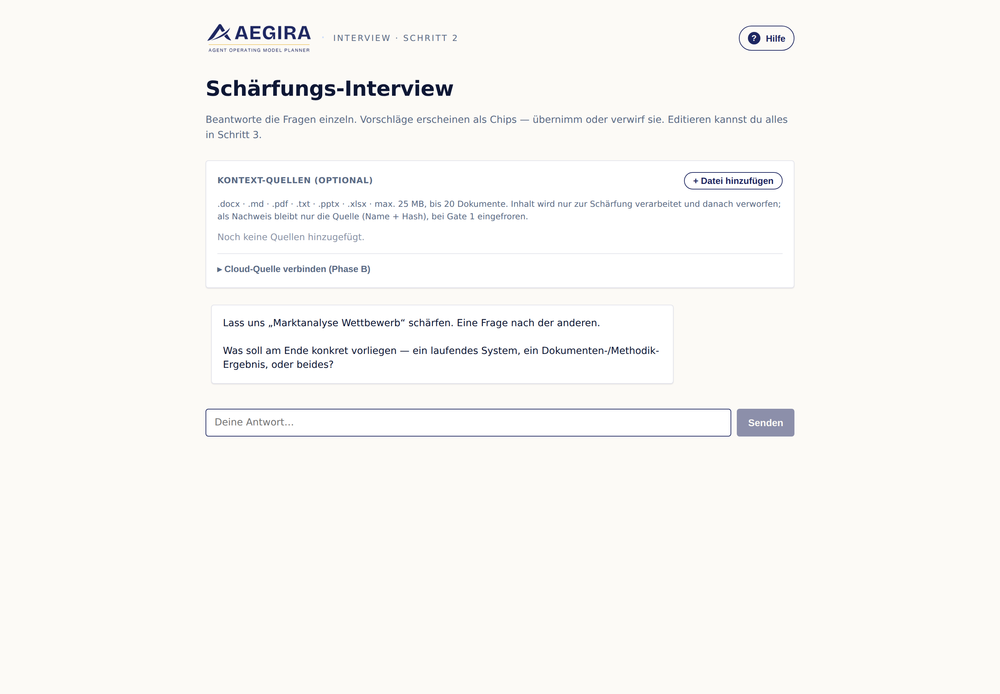 AEGIRA
AGENT OPERATING MODEL PLANNER
· INTERVIEW · SCHRITT 2
? Hilfe
Schärfungs-Interview
Beantworte die Fragen einzeln. Vorschläge erscheinen als Chips — übernimm oder verwirf sie. Editieren kannst du alles
in Schritt 3.
KONTEXT-QUELLEN (OPTIONAL)
+ Datei hinzufügen
.docx · .md · .pdf · .txt · .pptx · .xlsx · max. 25 MB, bis 20 Dokumente. Inhalt wird nur zur Schärfung verarbeitet und danach verworfen;
als Nachweis bleibt nur die Quelle (Name + Hash), bei Gate 1 eingefroren.
Noch keine Quellen hinzugefügt.
▸ Cloud-Quelle verbinden (Phase B)
Lass uns „Marktanalyse Wettbewerb“ schärfen. Eine Frage nach der anderen.
Was soll am Ende konkret vorliegen — ein laufendes System, ein Dokumenten-/Methodik-
Ergebnis, oder beides?
Deine Antwort…
Senden